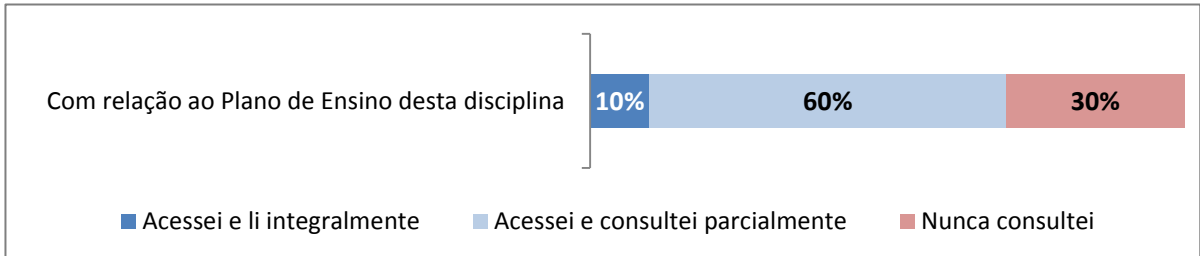 Com relação ao Plano de Ensino desta disciplina 10% 60% 30%
Acessei e li integralmente Acessei e consultei parcialmente Nunca consultei